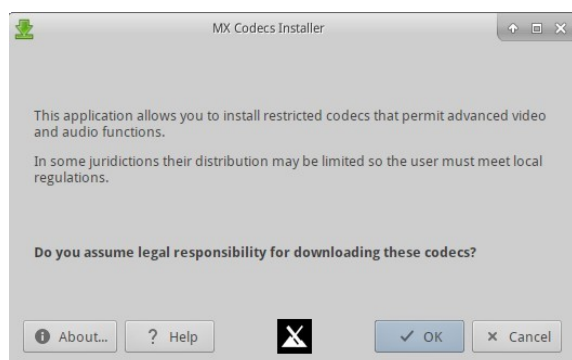 MX Codecs Installer
This application allows you to install restricted codecs that permit advanced video
and audio functions.
In some juridictions their distribution may be limited so the user must meet local
regulations.
Do you assume legal responsibility for downloading these codecs?
About... Help OK Cancel